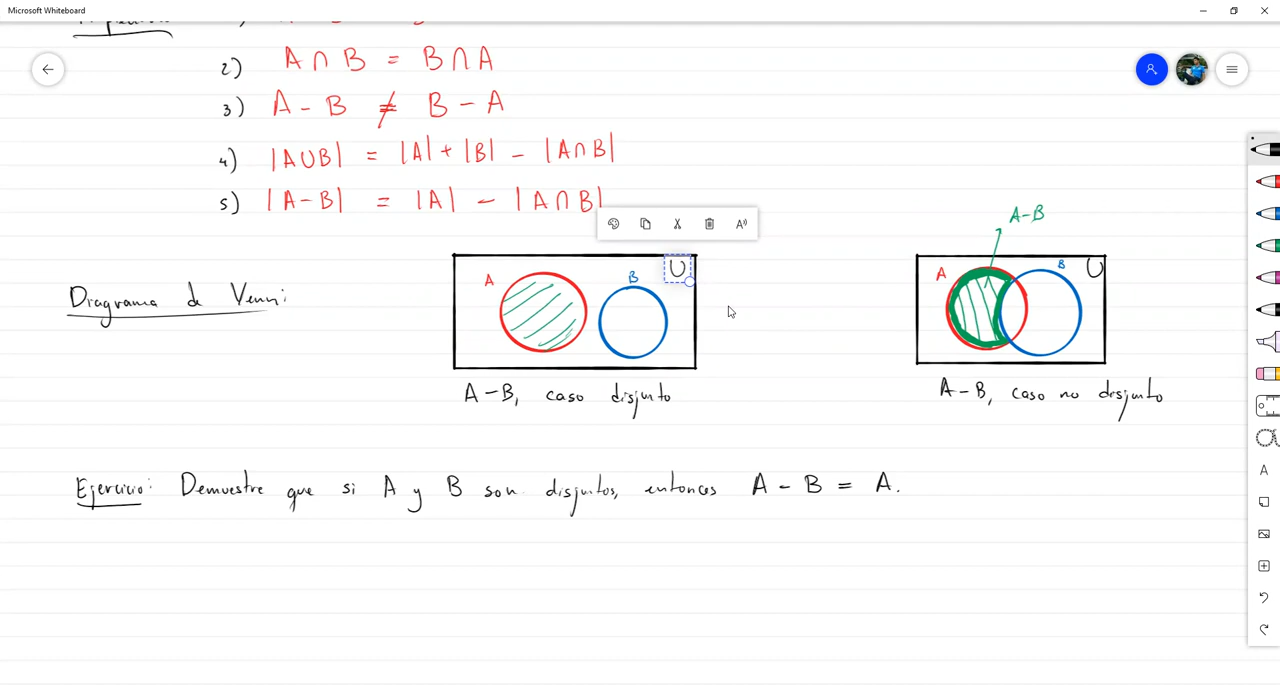 Microsoft Whiteboard
2) A ∩ B = B ∩ A
3) A - B ≠ B - A
4) |A∪B| = |A| + |B| - |A∩B|
5) |A-B| = |A| - |A∩B|
A-B
Diagrama de Venn:
A B U
A B U
A-B, caso disjunto
A-B, caso no disjunto
Ejercicio: Demuestre que si A y B son disjuntos, entonces A - B = A.